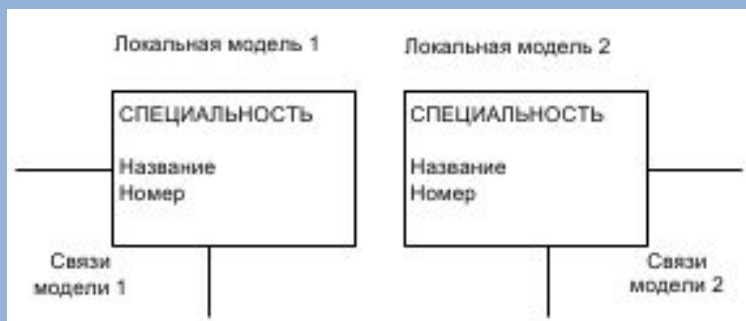 Локальная модель 1
Локальная модель 2
СПЕЦИАЛЬНОСТЬ
Название
Номер
СПЕЦИАЛЬНОСТЬ
Название
Номер
Связи
модели 1
Связи
модели 2